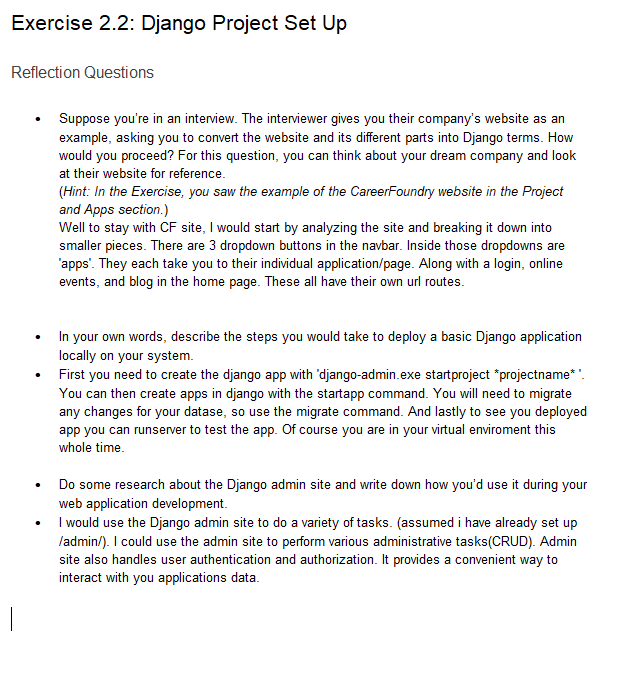 Exercise 2.2: Django Project Set Up
Reflection Questions
• Suppose you're in an interview. The interviewer gives you their company's website as an
example, asking you to convert the website and its different parts into Django terms. How
would you proceed? For this question, you can think about your dream company and look
at their website for reference.
(Hint: In the Exercise, you saw the example of the CareerFoundry website in the Project
and Apps section.)
Well to stay with CF site, I would start by analyzing the site and breaking it down into
smaller pieces. There are 3 dropdown buttons in the navbar. Inside those dropdowns are
'apps'. They each take you to their individual application/page. Along with a login, online
events, and blog in the home page. These all have their own url routes.
• In your own words, describe the steps you would take to deploy a basic Django application
locally on your system.
• First you need to create the django app with 'django-admin.exe startproject *projectname* '.
You can then create apps in django with the startapp command. You will need to migrate
any changes for your datase, so use the migrate command. And lastly to see you deployed
app you can runserver to test the app. Of course you are in your virtual enviroment this
whole time.
• Do some research about the Django admin site and write down how you'd use it during your
web application development.
• I would use the Django admin site to do a variety of tasks. (assumed i have already set up
/admin/). I could use the admin site to perform various administrative tasks(CRUD). Admin
site also handles user authentication and authorization. It provides a convenient way to
interact with you applications data.